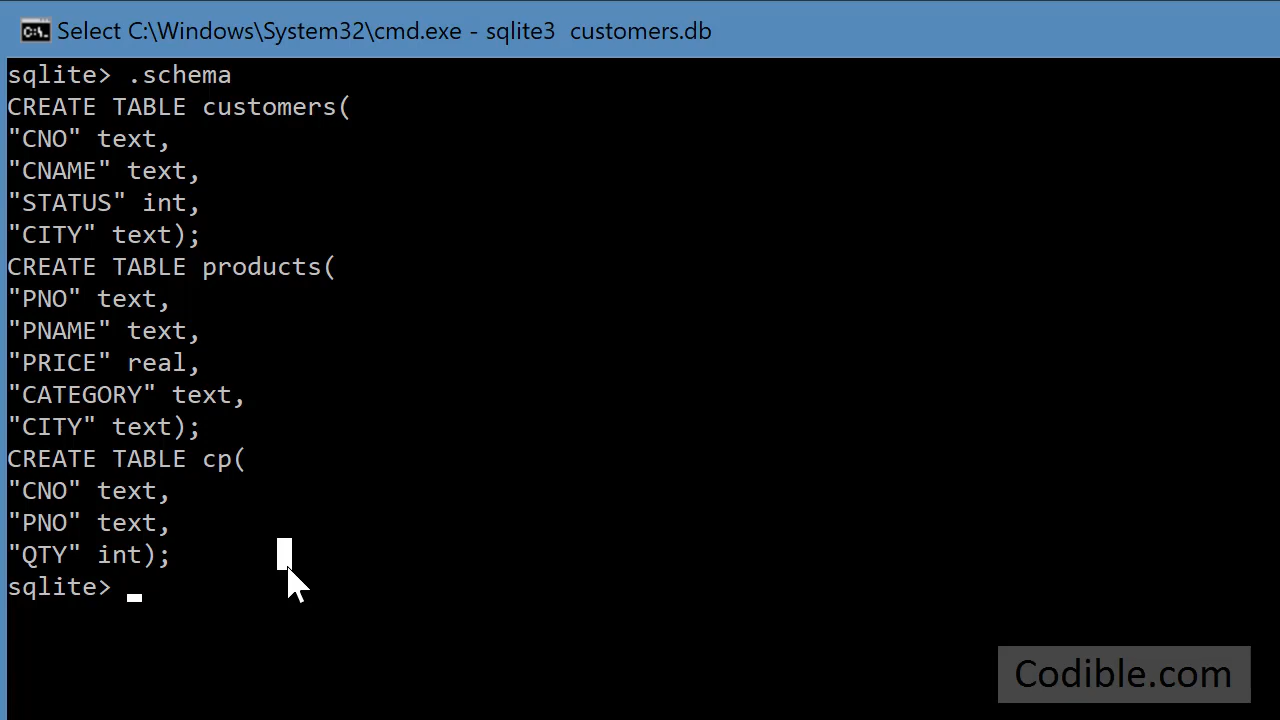 Select C:\Windows\System32\cmd.exe - sqlite3  customers.db
sqlite> .schema
CREATE TABLE customers(
"CNO" text,
"CNAME" text,
"STATUS" int,
"CITY" text);
CREATE TABLE products(
"PNO" text,
"PNAME" text,
"PRICE" real,
"CATEGORY" text,
"CITY" text);
CREATE TABLE cp(
"CNO" text,
"PNO" text,
"QTY" int);
sqlite>
Codible.com